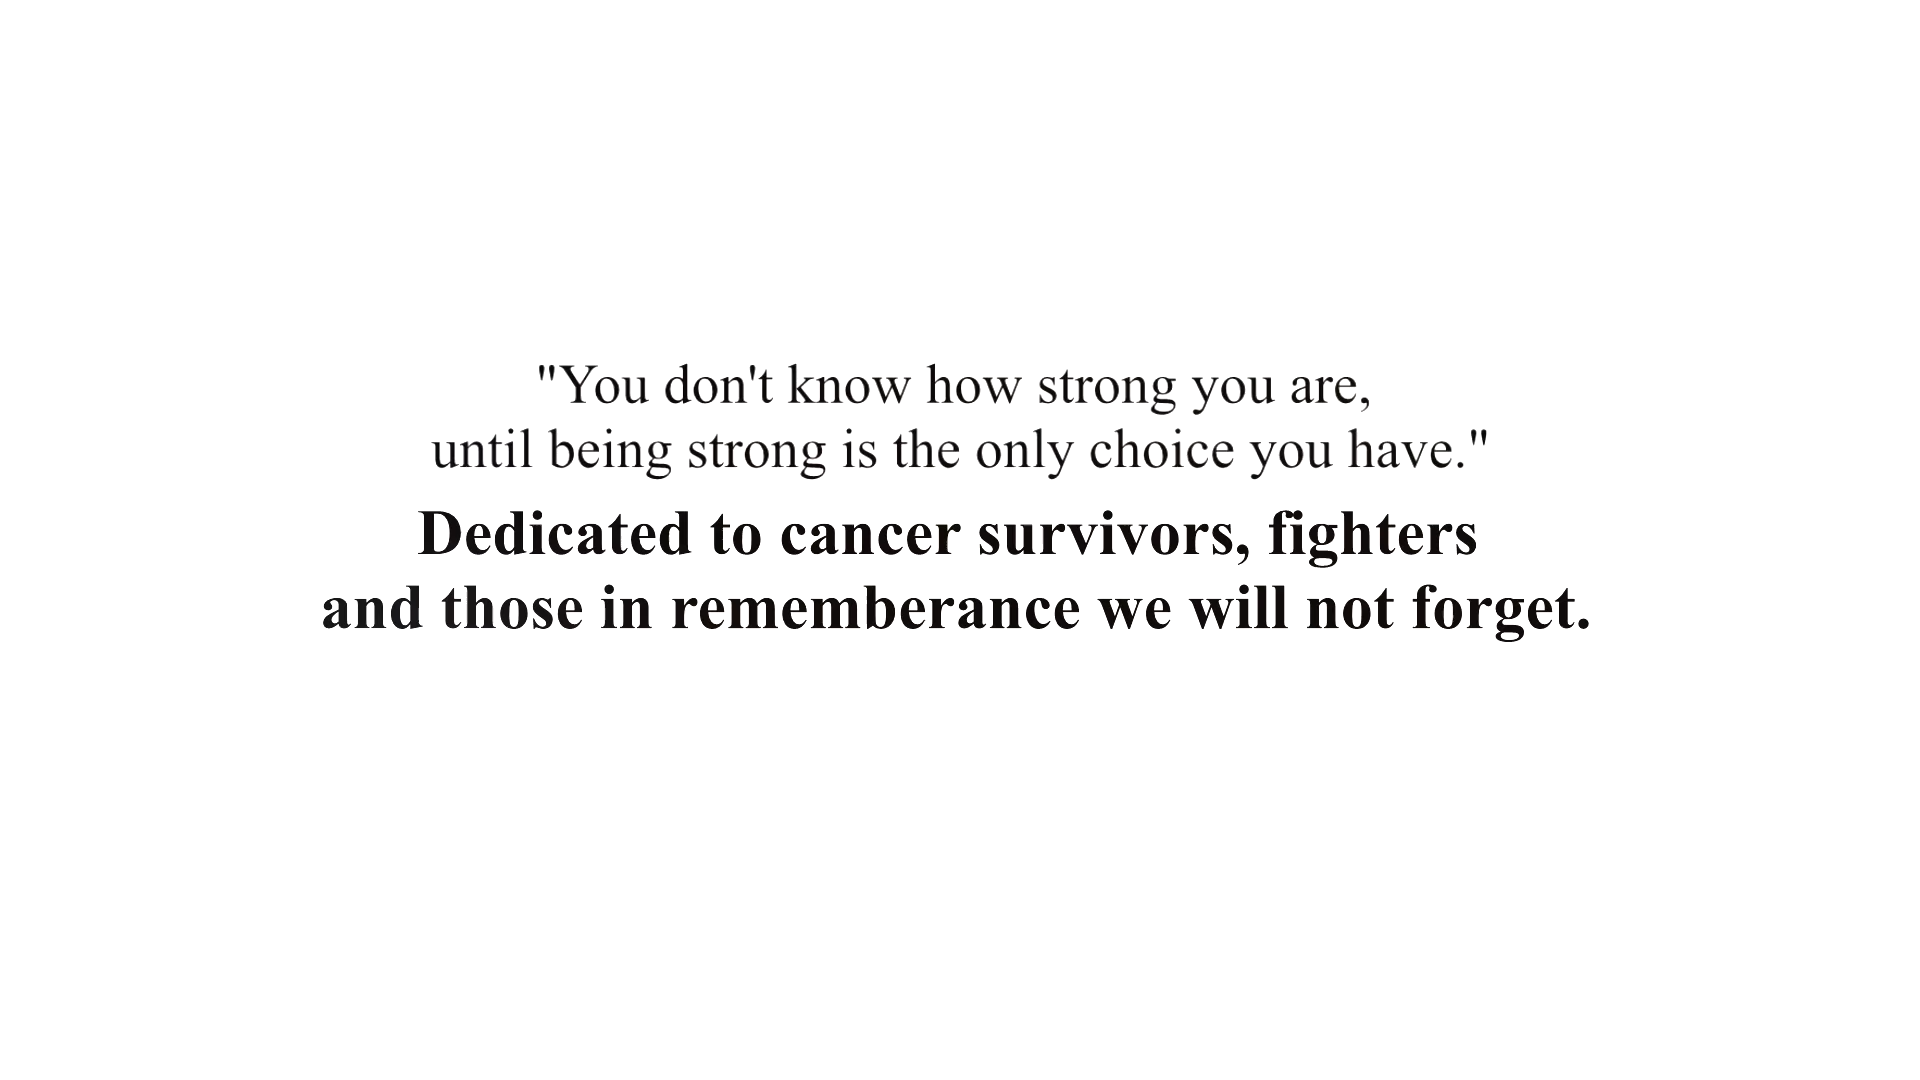 "You don't know how strong you are,
until being strong is the only choice you have."
Dedicated to cancer survivors, fighters
and those in rememberance we will not forget.